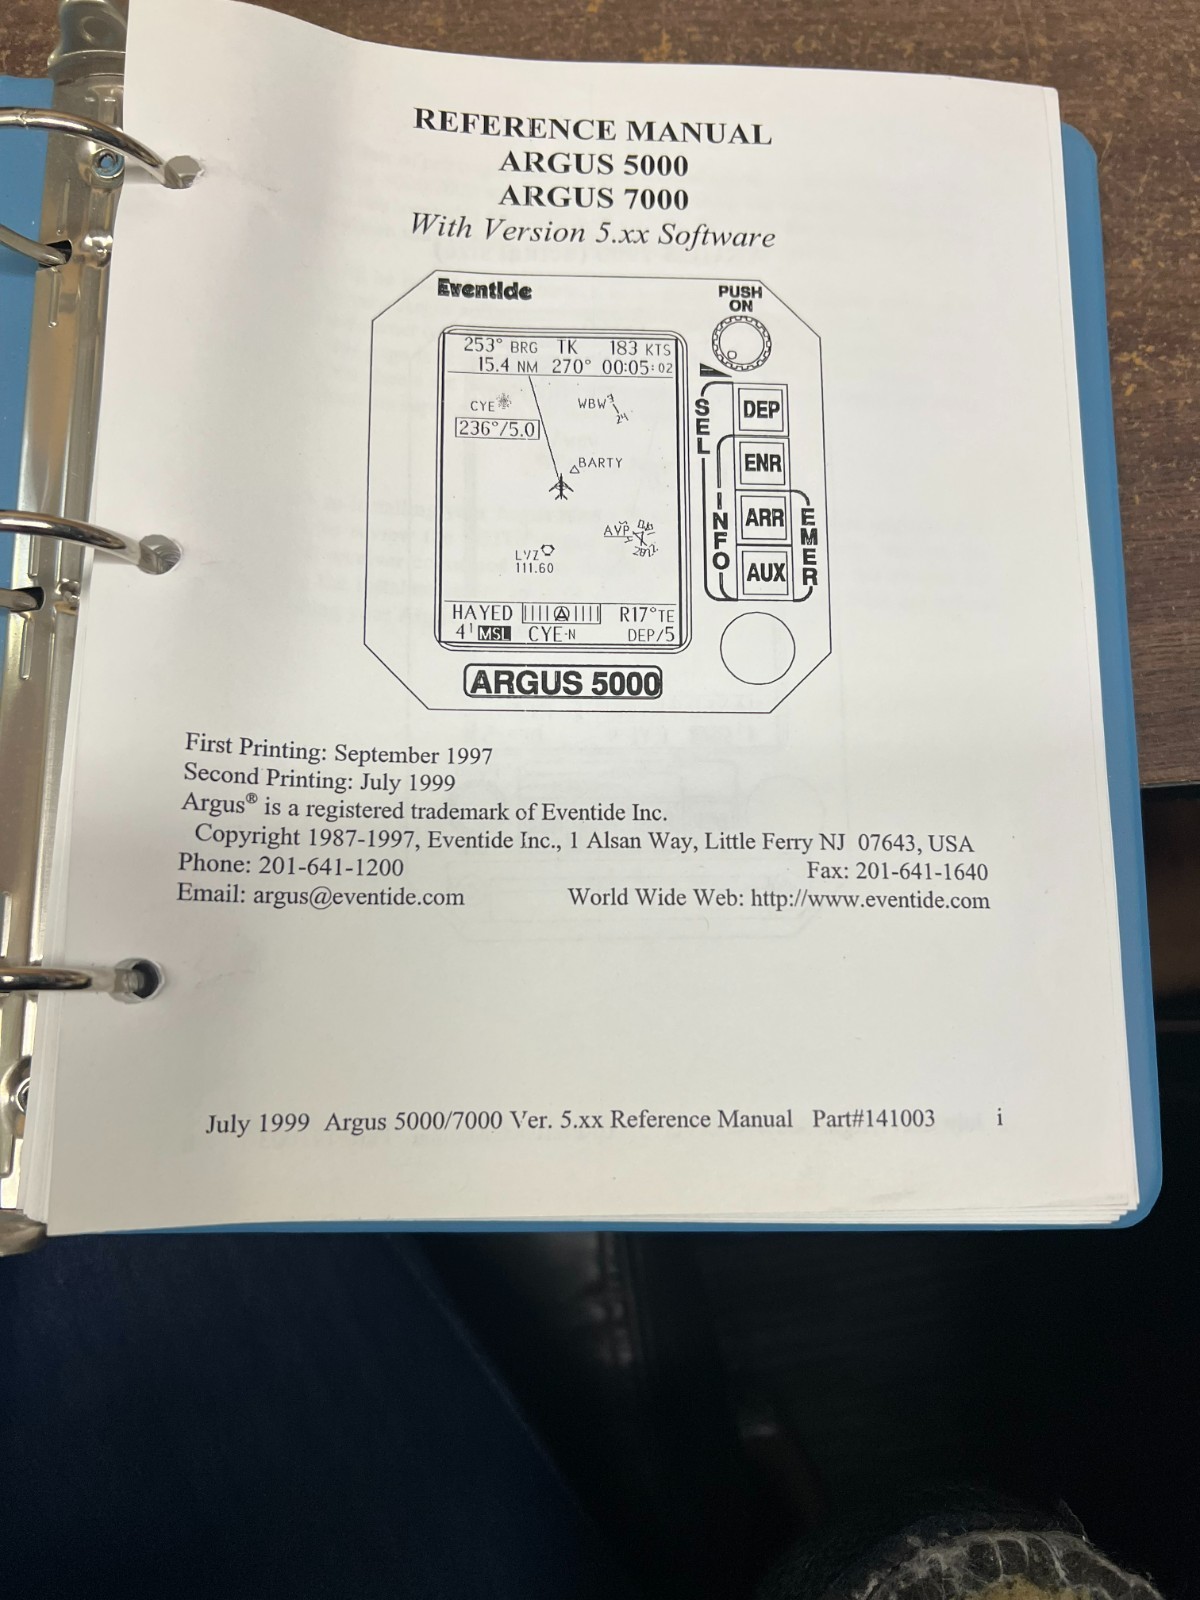 REFERENCE MANUAL
ARGUS 5000
ARGUS 7000
With Version 5.xx Software
Eventide
PUSH
ON
253° BRG TK 183 KTS
15.4 NM 270° 00:05:02
CYE
236°/5.0
WBW
BARTY
AVP
LVZ
111.60
HAYED R17°TE
4' MSL CYE-N DEP/5
SEL
INFO
EMER
DEP
ENR
ARR
AUX
ARGUS 5000
First Printing: September 1997
Second Printing: July 1999
Argus® is a registered trademark of Eventide Inc.
Copyright 1987-1997, Eventide Inc., 1 Alsan Way, Little Ferry NJ 07643, USA
Phone: 201-641-1200 Fax: 201-641-1640
Email: argus@eventide.com World Wide Web: http://www.eventide.com
July 1999 Argus 5000/7000 Ver. 5.xx Reference Manual Part#141003 i